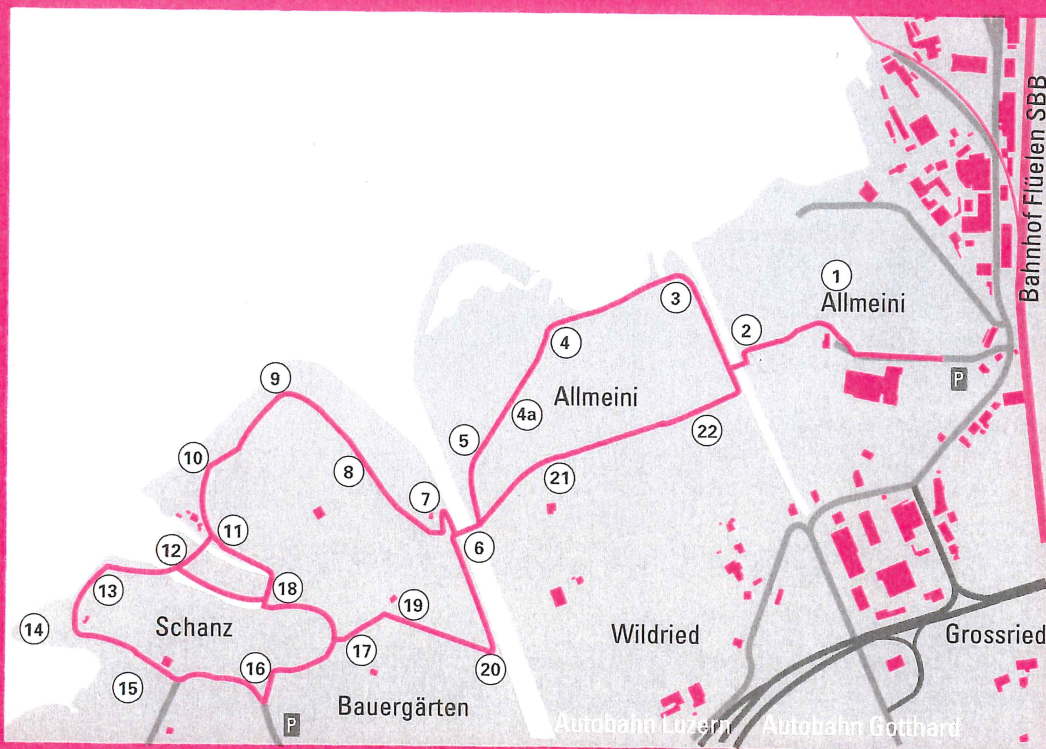 Bahnhof Flüelen SBB
1
Allmeini
2
3
P
4
Allmeini
4a
9
22
5
10
8
21
7
11
6
12
18
13
19
14
Schanz
Wildried
Grossried
17
20
16
15
Bauergärten
P
Autobahn Luzern
Autobahn Gotthard